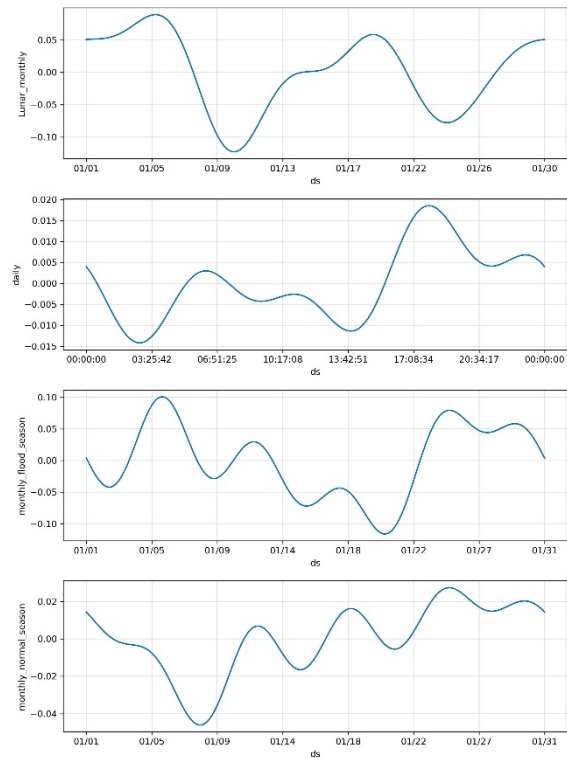 Lunar_monthly
0.05
0.00
−0.05
−0.10
01/01 01/05 01/09 01/13 01/17 01/22 01/26 01/30
ds
daily
0.020
0.015
0.010
0.005
0.000
−0.005
−0.010
−0.015
00:00:00 03:25:42 06:51:25 10:17:08 13:42:51 17:08:34 20:34:17 00:00:00
ds
monthly_flood_season
0.10
0.05
0.00
−0.05
−0.10
01/01 01/05 01/09 01/14 01/18 01/22 01/27 01/31
ds
monthly_normal_season
0.02
0.00
−0.02
−0.04
01/01 01/05 01/09 01/14 01/18 01/22 01/27 01/31
ds